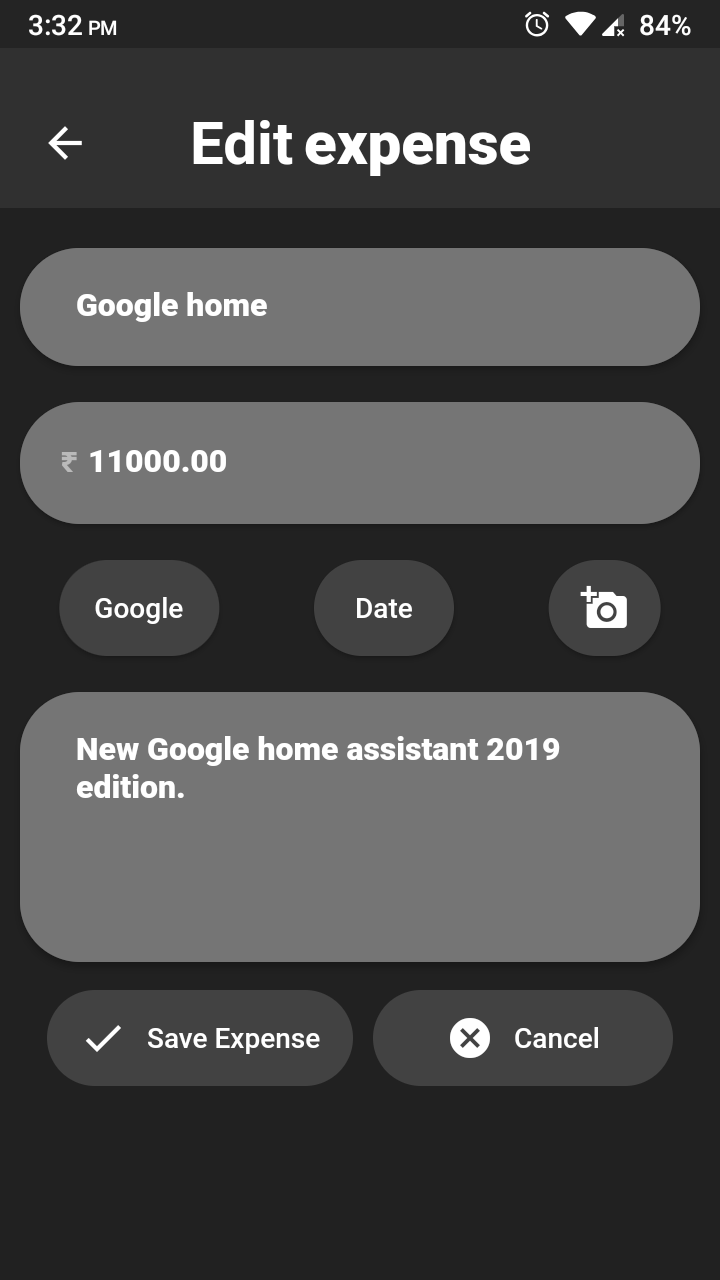 3:32 PM
84%
Edit expense
Google home
₹ 11000.00
Google
Date
New Google home assistant 2019
edition.
Save Expense
Cancel